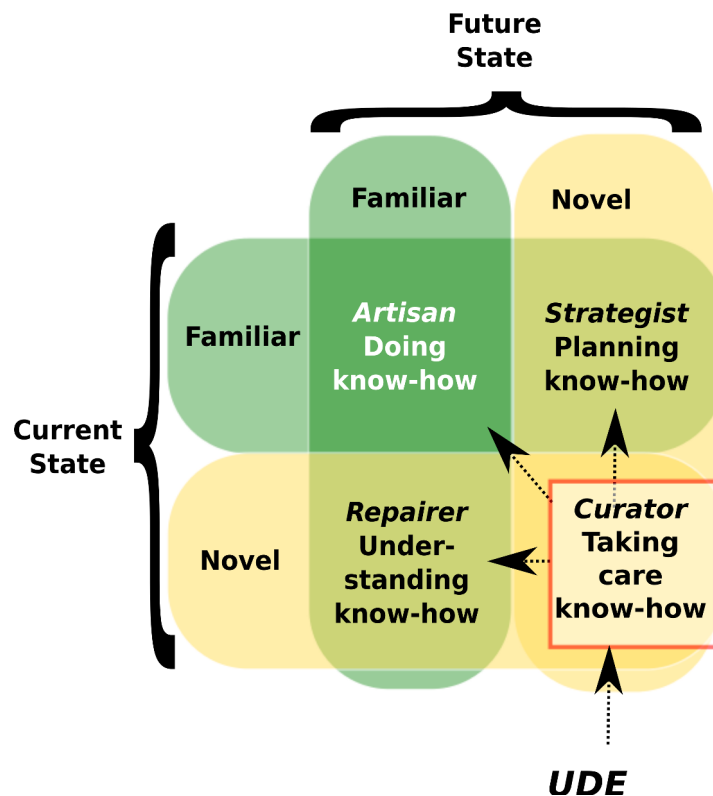 Future
State
Familiar
Novel
Familiar
Artisan
Doing
know-how
Strategist
Planning
know-how
Current
State
Novel
Repairer
Under-
standing
know-how
Curator
Taking
care
know-how
UDE